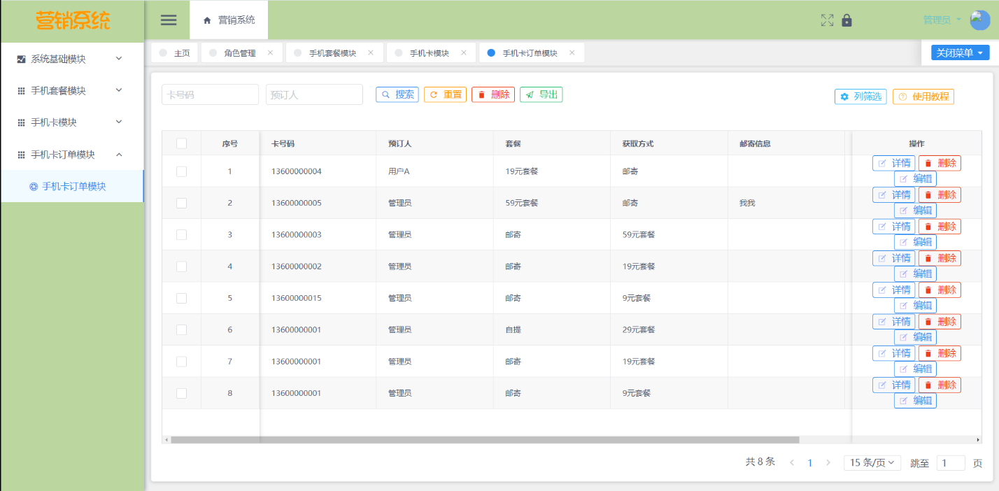 营销系统
营销系统
管理员
系统基础模块
手机套餐模块
手机卡模块
手机卡订单模块
手机卡订单模块
主页
角色管理
手机套餐模块
手机卡模块
手机卡订单模块
关闭菜单
卡号码
预订人
搜索
重置
删除
导出
列筛选
使用教程
序号 卡号码 预订人 套餐 获取方式 邮寄信息 操作
1 13600000004 用户A 19元套餐 邮寄 详情 删除
编辑
2 13600000005 管理员 59元套餐 邮寄 我我 详情 删除
编辑
3 13600000003 管理员 邮寄 59元套餐 详情 删除
编辑
4 13600000002 管理员 邮寄 19元套餐 详情 删除
编辑
5 13600000015 管理员 邮寄 9元套餐 详情 删除
编辑
6 13600000001 管理员 自提 29元套餐 详情 删除
编辑
7 13600000001 管理员 邮寄 19元套餐 详情 删除
编辑
8 13600000001 管理员 邮寄 9元套餐 详情 删除
编辑
共 8 条 1 15 条/页 跳至 1 页